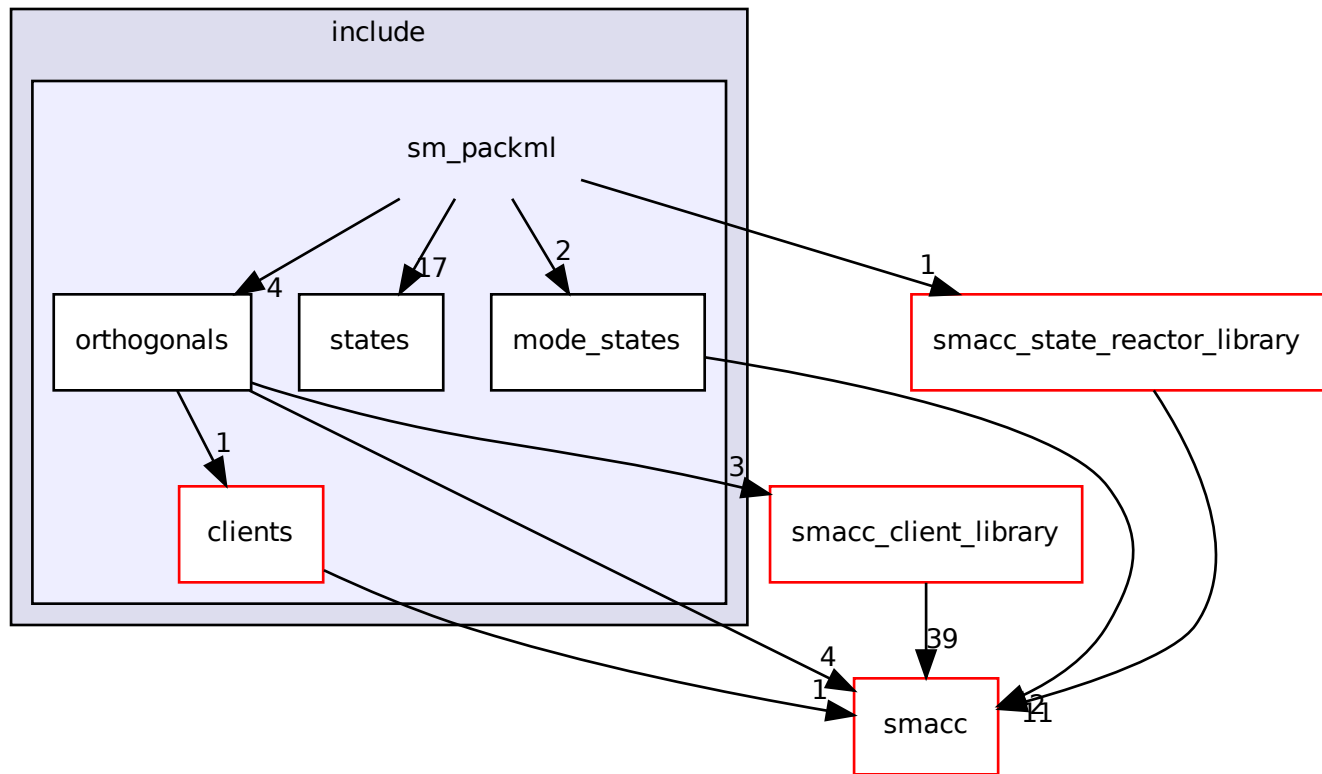 include
sm_packml
4
17
2
1
orthogonals
states
mode_states
smacc_state_reactor_library
1
3
clients
smacc_client_library
39
4
1
2
11
smacc